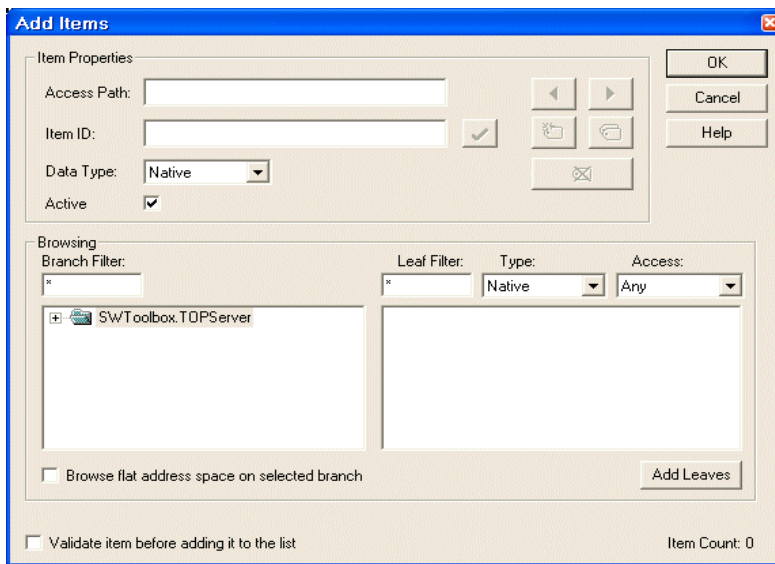 Add Items
Item Properties
OK
Access Path:
Cancel
Item ID:
Help
Data Type: Native
Active
Browsing
Branch Filter: Leaf Filter: Type: Access:
* * Native Any
SWToolbox.TOPServer
Browse flat address space on selected branch Add Leaves
Validate item before adding it to the list Item Count: 0